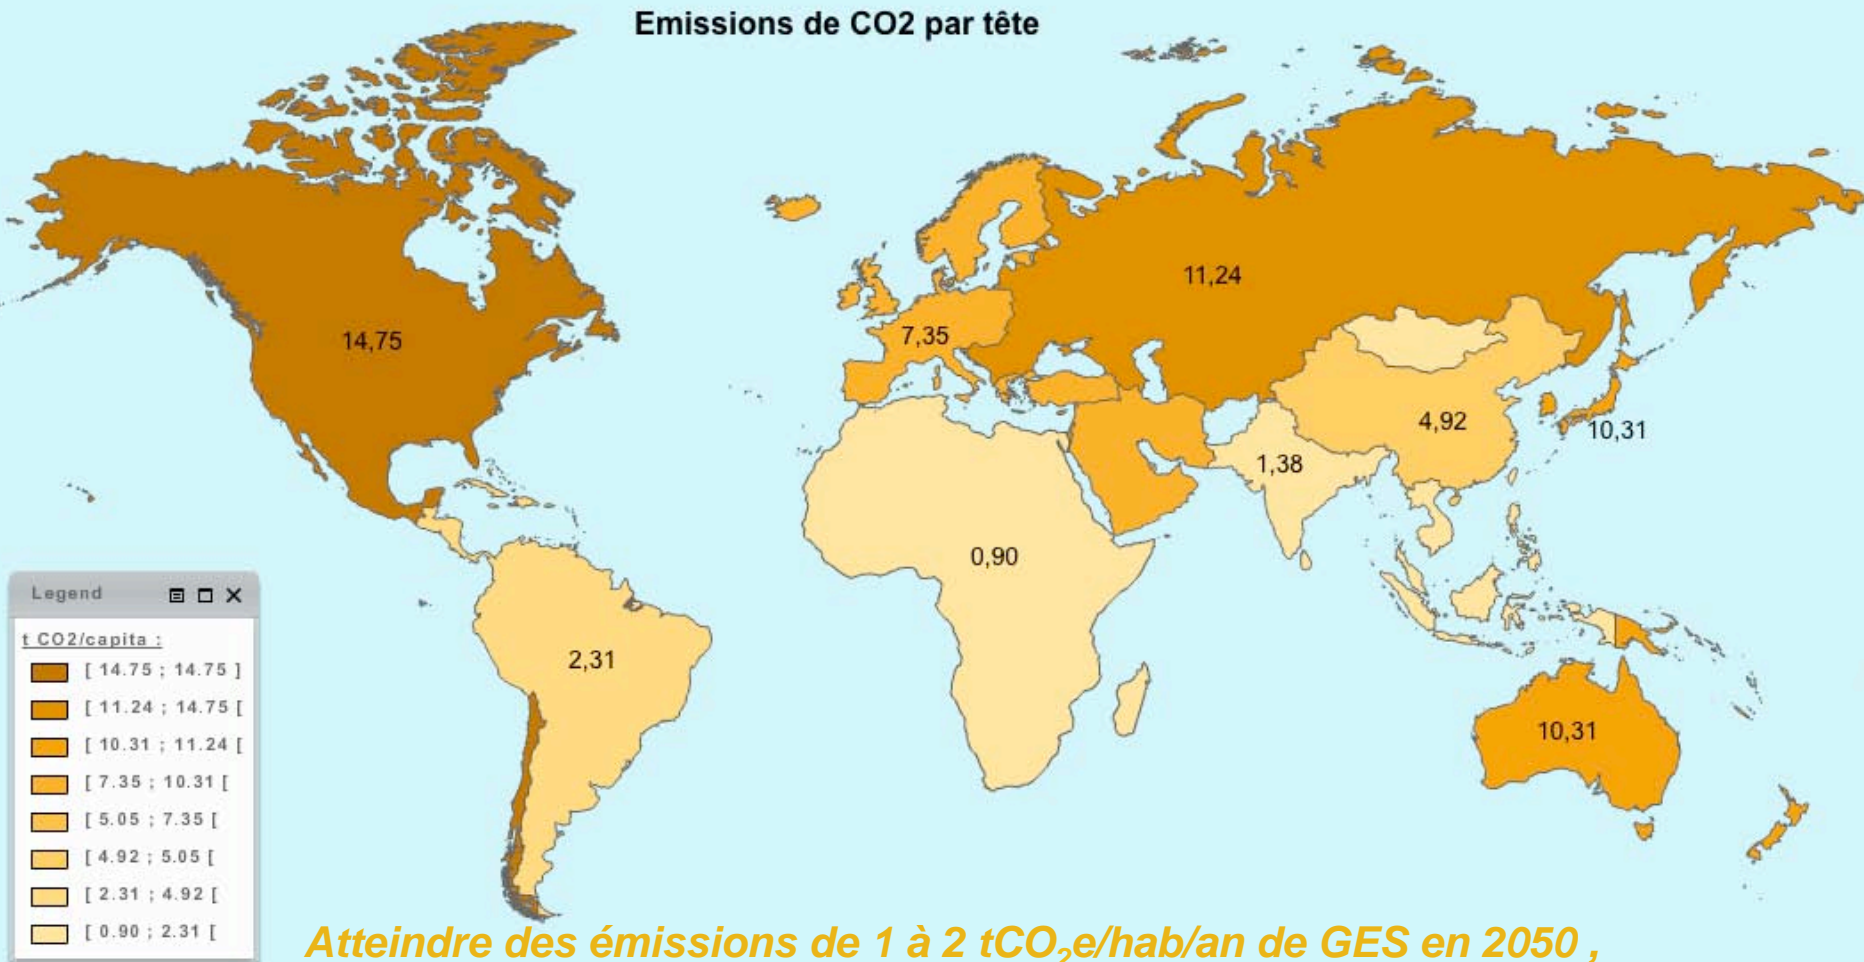 Emissions de CO2 par tête
14,75
11,24
7,35
4,92
10,31
1,38
0,90
2,31
10,31
Legend
t CO2/capita :
[ 14.75 ; 14.75 ]
[ 11.24 ; 14.75 [
[ 10.31 ; 11.24 [
[ 7.35 ; 10.31 [
[ 5.05 ; 7.35 [
[ 4.92 ; 5.05 [
[ 2.31 ; 4.92 [
[ 0.90 ; 2.31 [
Atteindre des émissions de 1 à 2 tCO₂e/hab/an de GES en 2050 ,